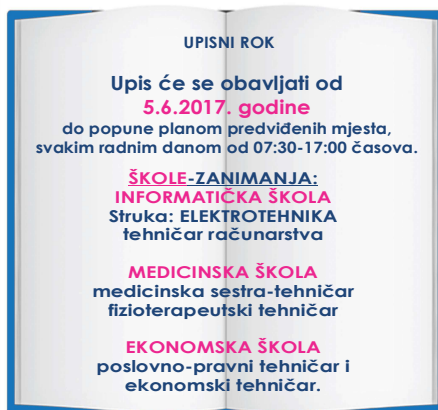 UPISNI ROK
Upis će se obavljati od
5.6.2017. godine
do popune planom predviđenih mjesta,
svakim radnim danom od 07:30-17:00 časova.
ŠKOLE-ZANIMANJA:
INFORMATIČKA ŠKOLA
Struka: ELEKTROTEHNIKA
tehničar računarstva
MEDICINSKA ŠKOLA
medicinska sestra-tehničar
fizioterapeutski tehničar
EKONOMSKA ŠKOLA
poslovno-pravni tehničar i
ekonomski tehničar.